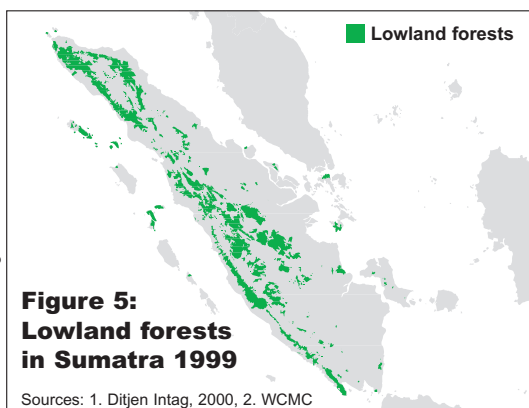 Lowland forests
Figure 5:
Lowland forests
in Sumatra 1999
Sources: 1. Ditjen Intag, 2000, 2. WCMC